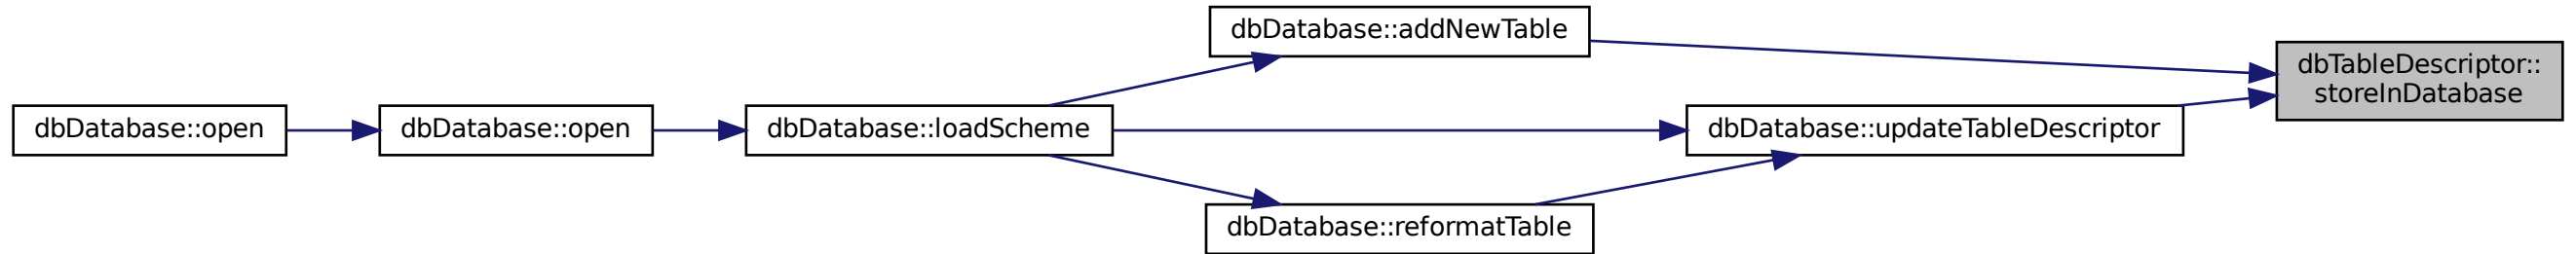 dbDatabase::addNewTable
dbTableDescriptor::
storeInDatabase
dbDatabase::open
dbDatabase::open
dbDatabase::loadScheme
dbDatabase::updateTableDescriptor
dbDatabase::reformatTable